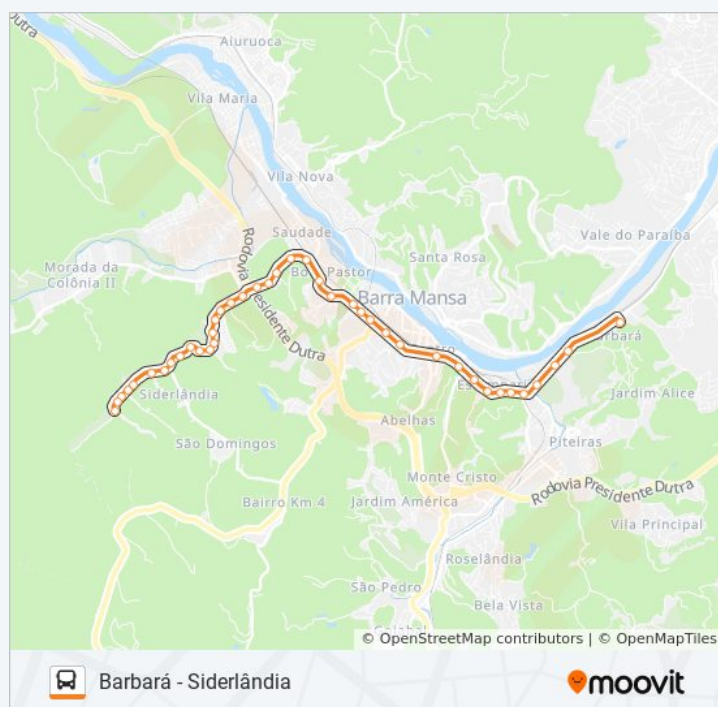 Dutra
Aiuruoca
Vila Maria
Vila Nova
Vale do Paraíba
Saudade
Santa Rosa
Morada da
Colônia II
Rodovia Presidente Dutra
Pastor
Barra Mansa
Barbará
Siderlândia
Jardim Alice
Abelhas
São Domingos
Piteiras
Monte Cristo
Rodovia Presidente Dutra
Bairro Km 4
Jardim América
Vila Principal
Roselândia
São Pedro
Bela Vista
© OpenStreetMap contributors | © OpenMapTiles
Barbará - Siderlândia
moovit